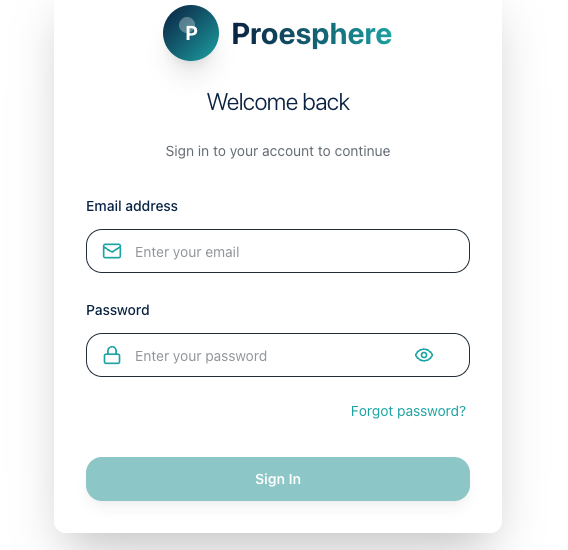 P Proesphere
Welcome back
Sign in to your account to continue
Email address
Enter your email
Password
Enter your password
Forgot password?
Sign In